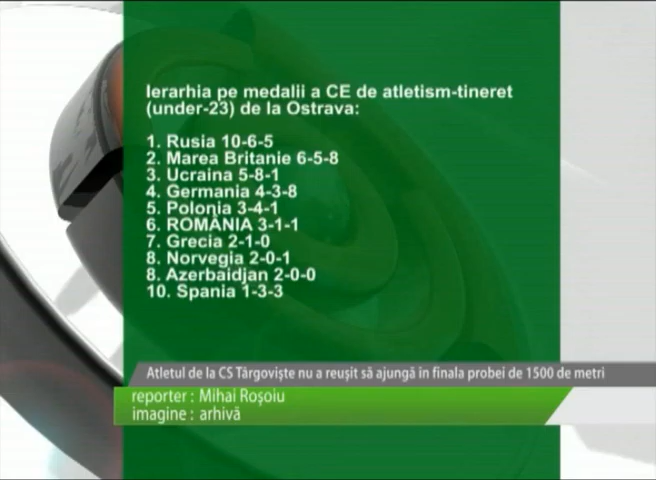 Ierarhia pe medalii a CE de atletism-tineret
(under-23) de la Ostrava:
1. Rusia 10-6-5
2. Marea Britanie 6-5-8
3. Ucraina 5-8-1
4. Germania 4-3-8
5. Polonia 3-4-1
6. ROMÂNIA 3-1-1
7. Grecia 2-1-0
8. Norvegia 2-0-1
8. Azerbaidjan 2-0-0
10. Spania 1-3-3
Atletul de la CS Târgoviște nu a reușit să ajungă în finala probei de 1500 de metri
reporter : Mihai Roșoiu
imagine : arhivă